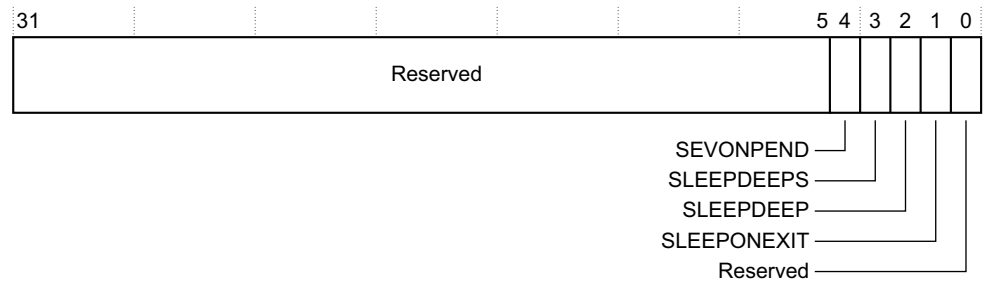 31 5 4 3 2 1 0
Reserved
SEVONPEND
SLEEPDEEPS
SLEEPDEEP
SLEEPONEXIT
Reserved